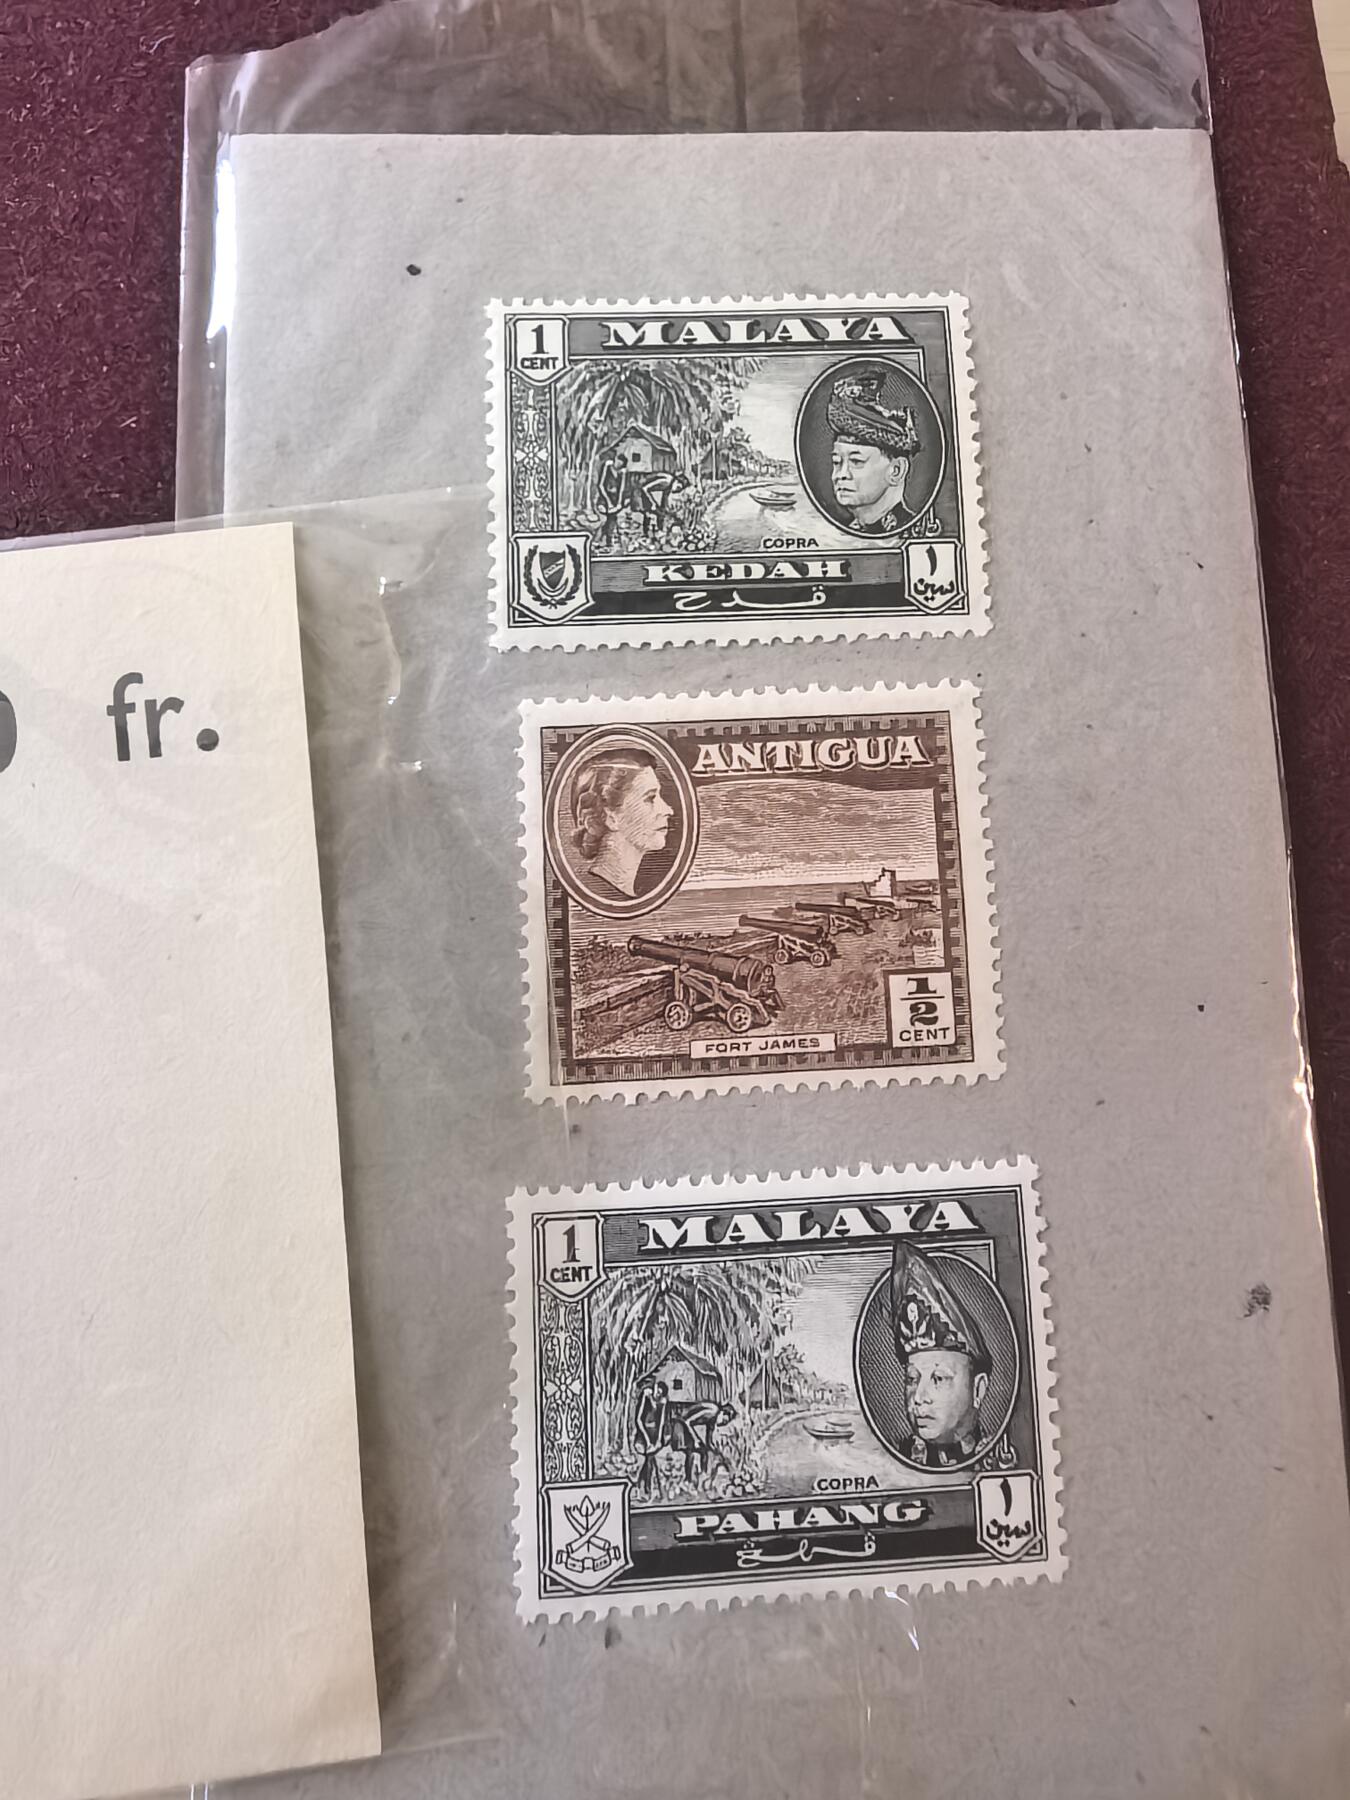 1
CENT
MALAYA
COPRA
KEDAH
قدح
١
سين
fr.
ANTIGUA
1/2
CENT
FORT JAMES
1
CENT
MALAYA
COPRA
PAHANG
١
سين